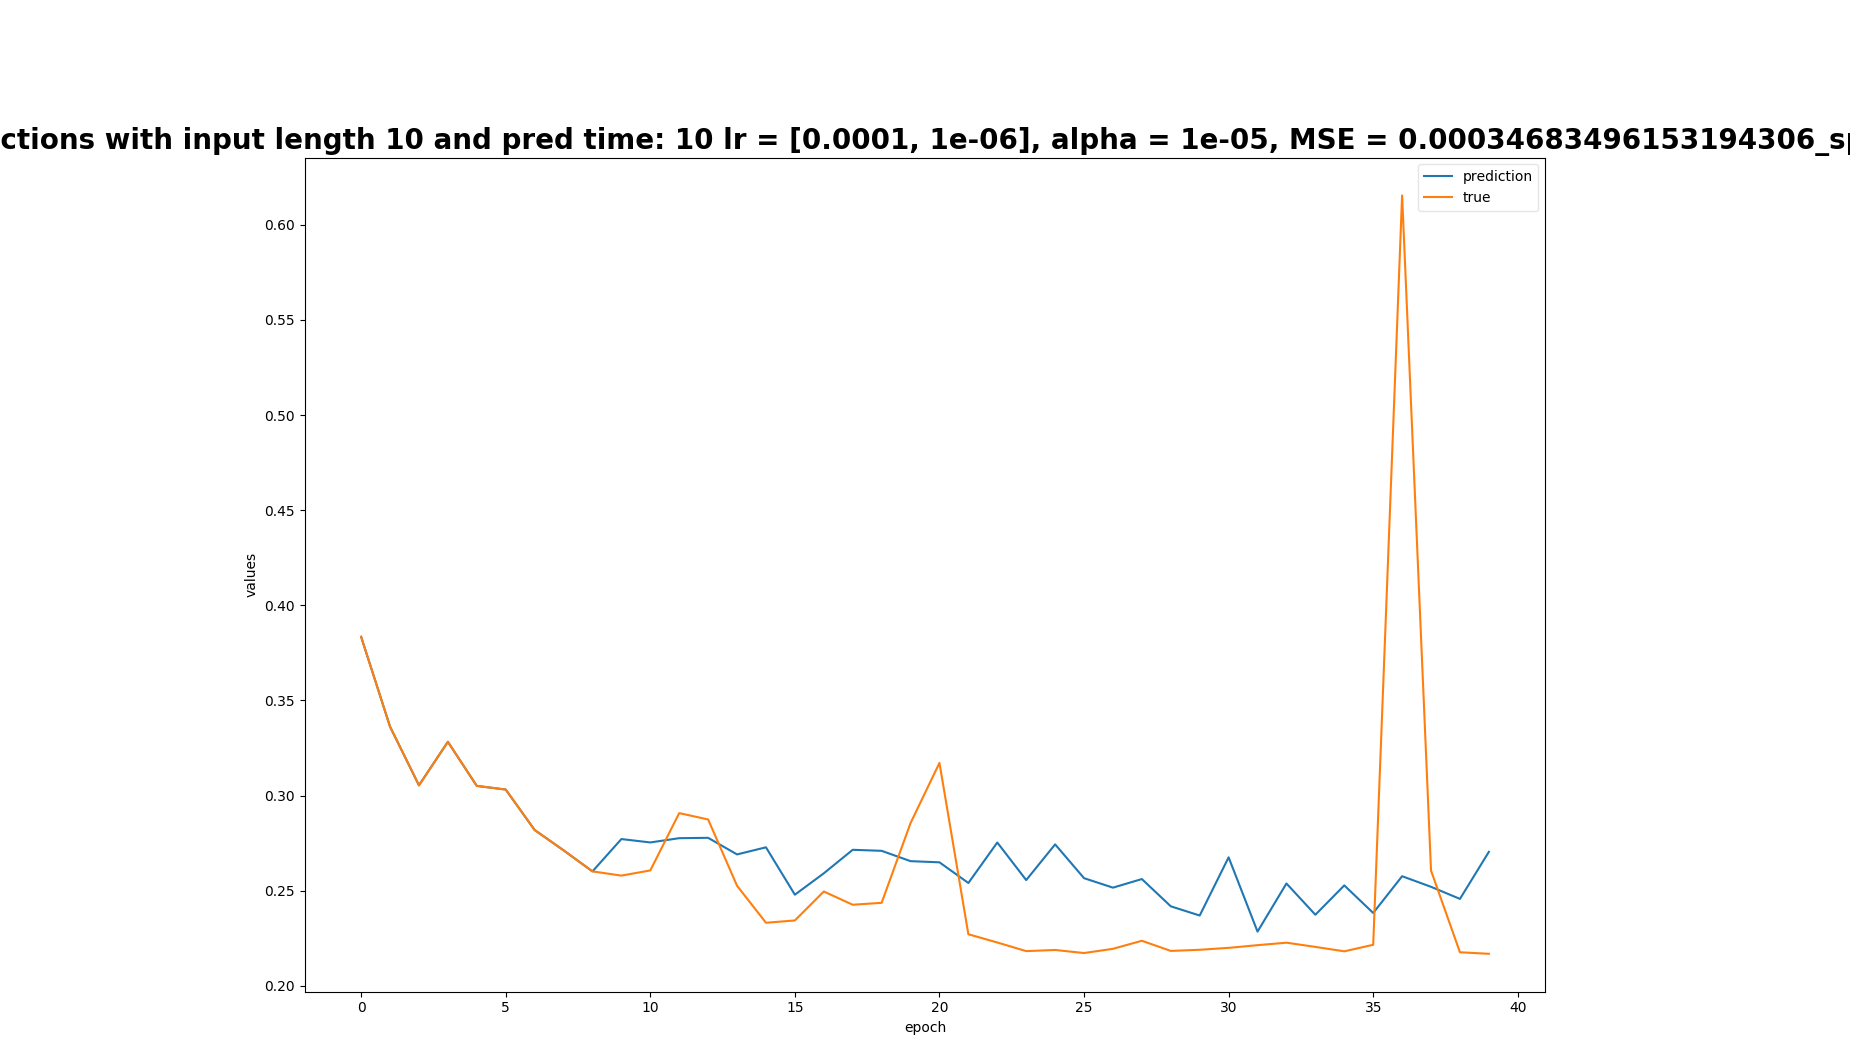 ctions with input length 10 and pred time: 10 lr = [0.0001, 1e-06], alpha = 1e-05, MSE = 0.00034683496153194306_sp
prediction
true
0.60
0.55
0.50
0.45
0.40
0.35
0.30
0.25
0.20
values
0 5 10 15 20 25 30 35 40
epoch